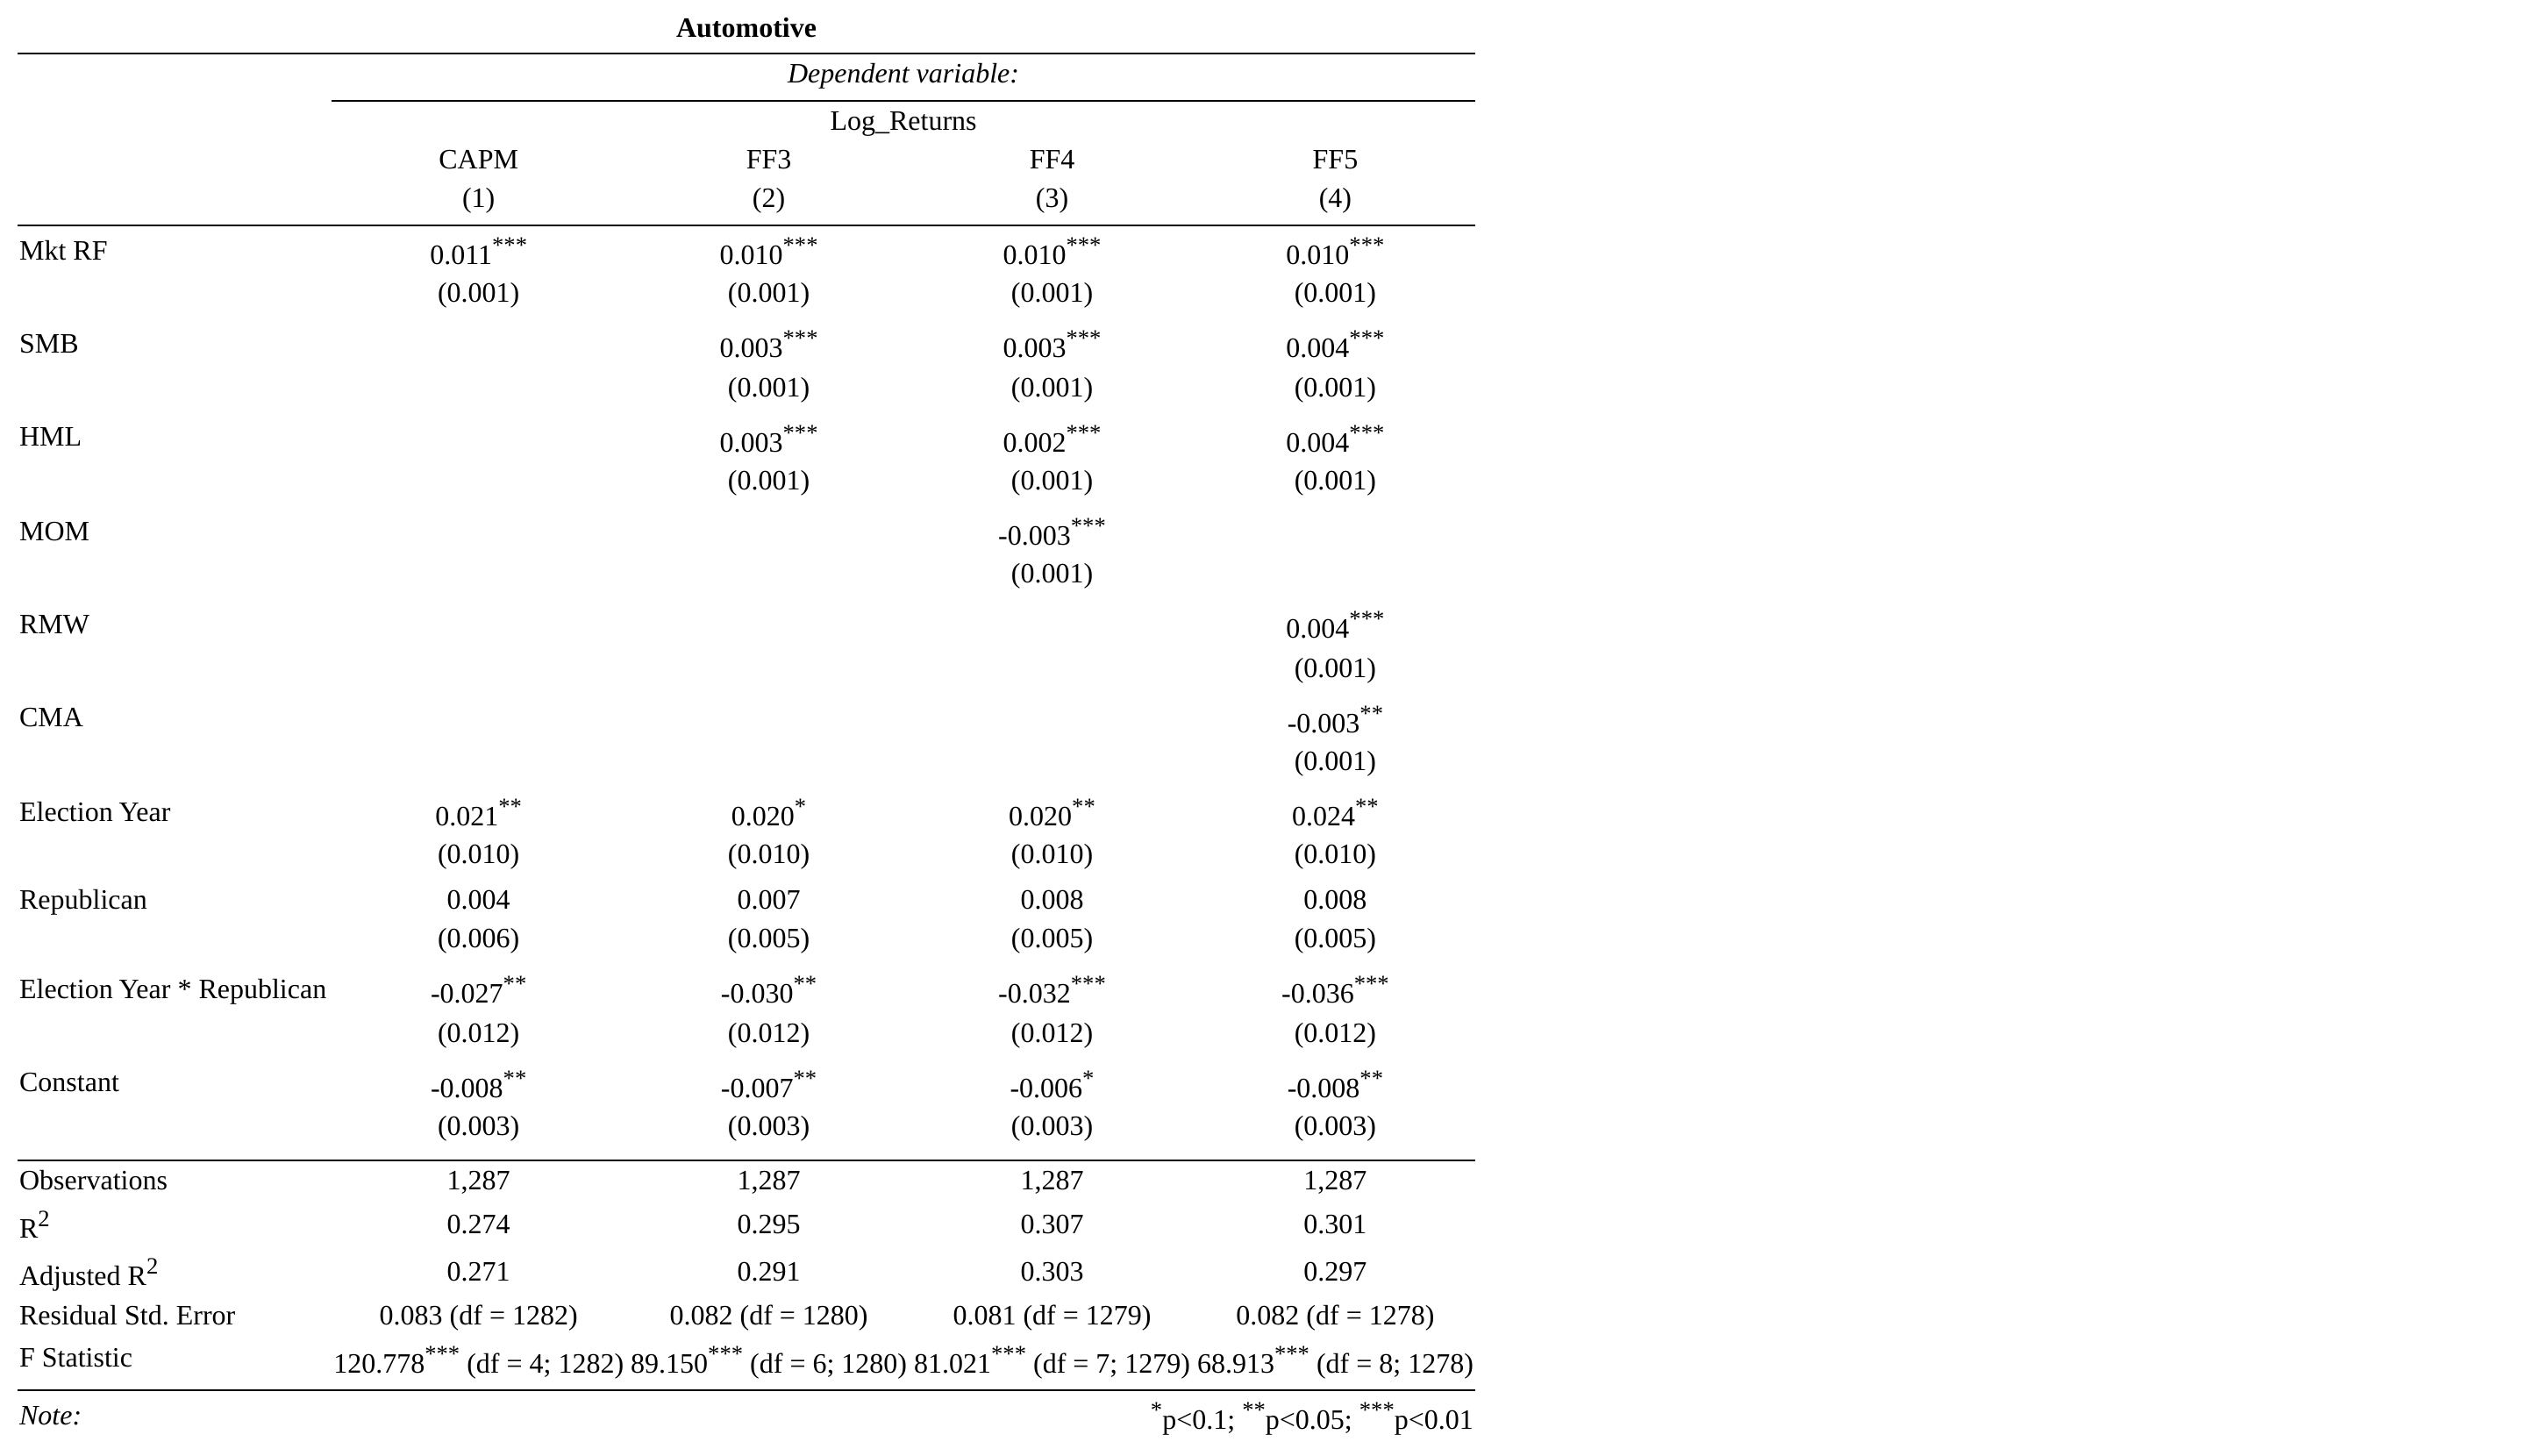 Automotive
Dependent variable:
Log_Returns
CAPM FF3 FF4 FF5
(1) (2) (3) (4)
Mkt RF 0.011*** 0.010*** 0.010*** 0.010***
(0.001) (0.001) (0.001) (0.001)
SMB 0.003*** 0.003*** 0.004***
(0.001) (0.001) (0.001)
HML 0.003*** 0.002*** 0.004***
(0.001) (0.001) (0.001)
MOM -0.003***
(0.001)
RMW 0.004***
(0.001)
CMA -0.003**
(0.001)
Election Year 0.021** 0.020* 0.020** 0.024**
(0.010) (0.010) (0.010) (0.010)
Republican 0.004 0.007 0.008 0.008
(0.006) (0.005) (0.005) (0.005)
Election Year * Republican -0.027** -0.030** -0.032*** -0.036***
(0.012) (0.012) (0.012) (0.012)
Constant -0.008** -0.007** -0.006* -0.008**
(0.003) (0.003) (0.003) (0.003)
Observations 1,287 1,287 1,287 1,287
R2 0.274 0.295 0.307 0.301
Adjusted R2 0.271 0.291 0.303 0.297
Residual Std. Error 0.083 (df = 1282) 0.082 (df = 1280) 0.081 (df = 1279) 0.082 (df = 1278)
F Statistic 120.778*** (df = 4; 1282) 89.150*** (df = 6; 1280) 81.021*** (df = 7; 1279) 68.913*** (df = 8; 1278)
Note: *p<0.1; **p<0.05; ***p<0.01